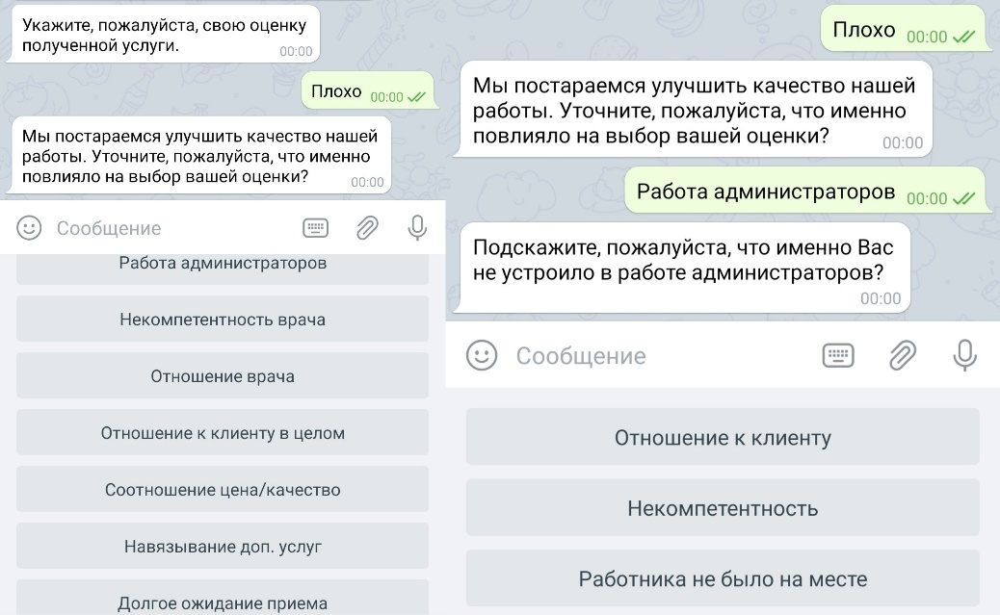 Укажите, пожалуйста, свою оценку
полученной услуги.
00:00
Плохо 00:00
Мы постараемся улучшить качество нашей
работы. Уточните, пожалуйста, что именно
повлияло на выбор вашей оценки?
00:00
Сообщение
Работа администраторов
Некомпетентность врача
Отношение врача
Отношение к клиенту в целом
Соотношение цена/качество
Навязывание доп. услуг
Долгое ожидание приема
Плохо 00:00
Мы постараемся улучшить качество нашей
работы. Уточните, пожалуйста, что именно
повлияло на выбор вашей оценки?
00:00
Работа администраторов 00:00
Подскажите, пожалуйста, что именно Вас
не устроило в работе администраторов?
00:00
Сообщение
Отношение к клиенту
Некомпетентность
Работника не было на месте